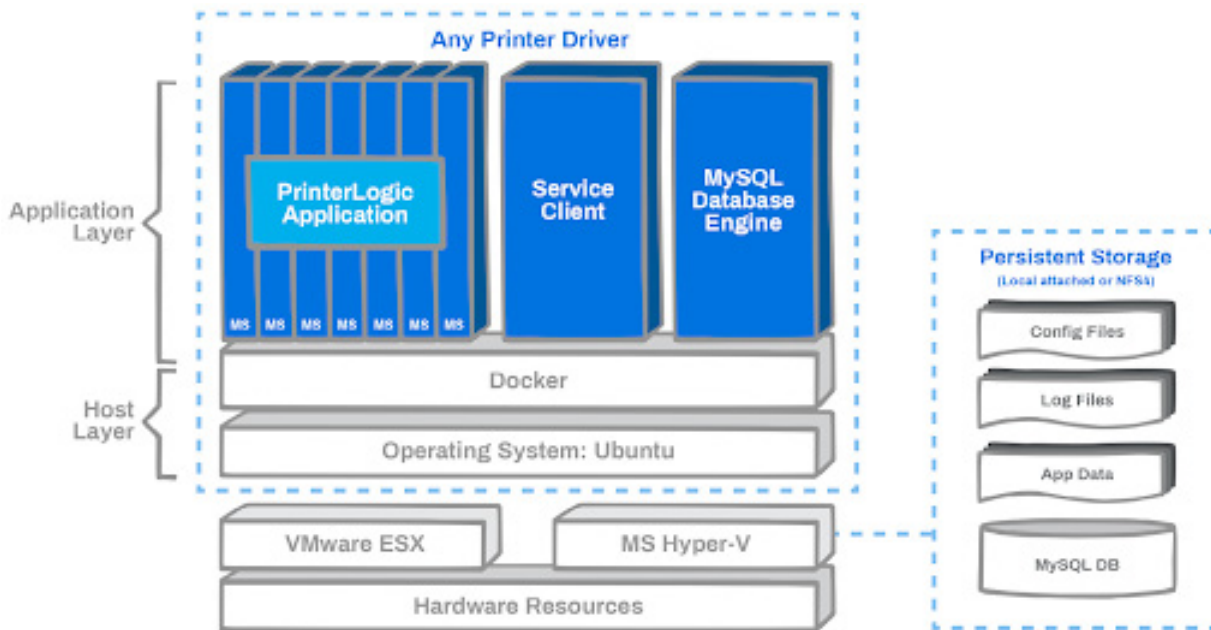 Any Printer Driver
Application
Layer
PrinterLogic
Application
MS MS MS MS MS MS MS
Service
Client
MySQL
Database
Engine
Host
Layer
Docker
Operating System: Ubuntu
VMware ESX
MS Hyper-V
Hardware Resources
Persistent Storage
(Local attached or NFS4)
Config Files
Log Files
App Data
MySQL DB